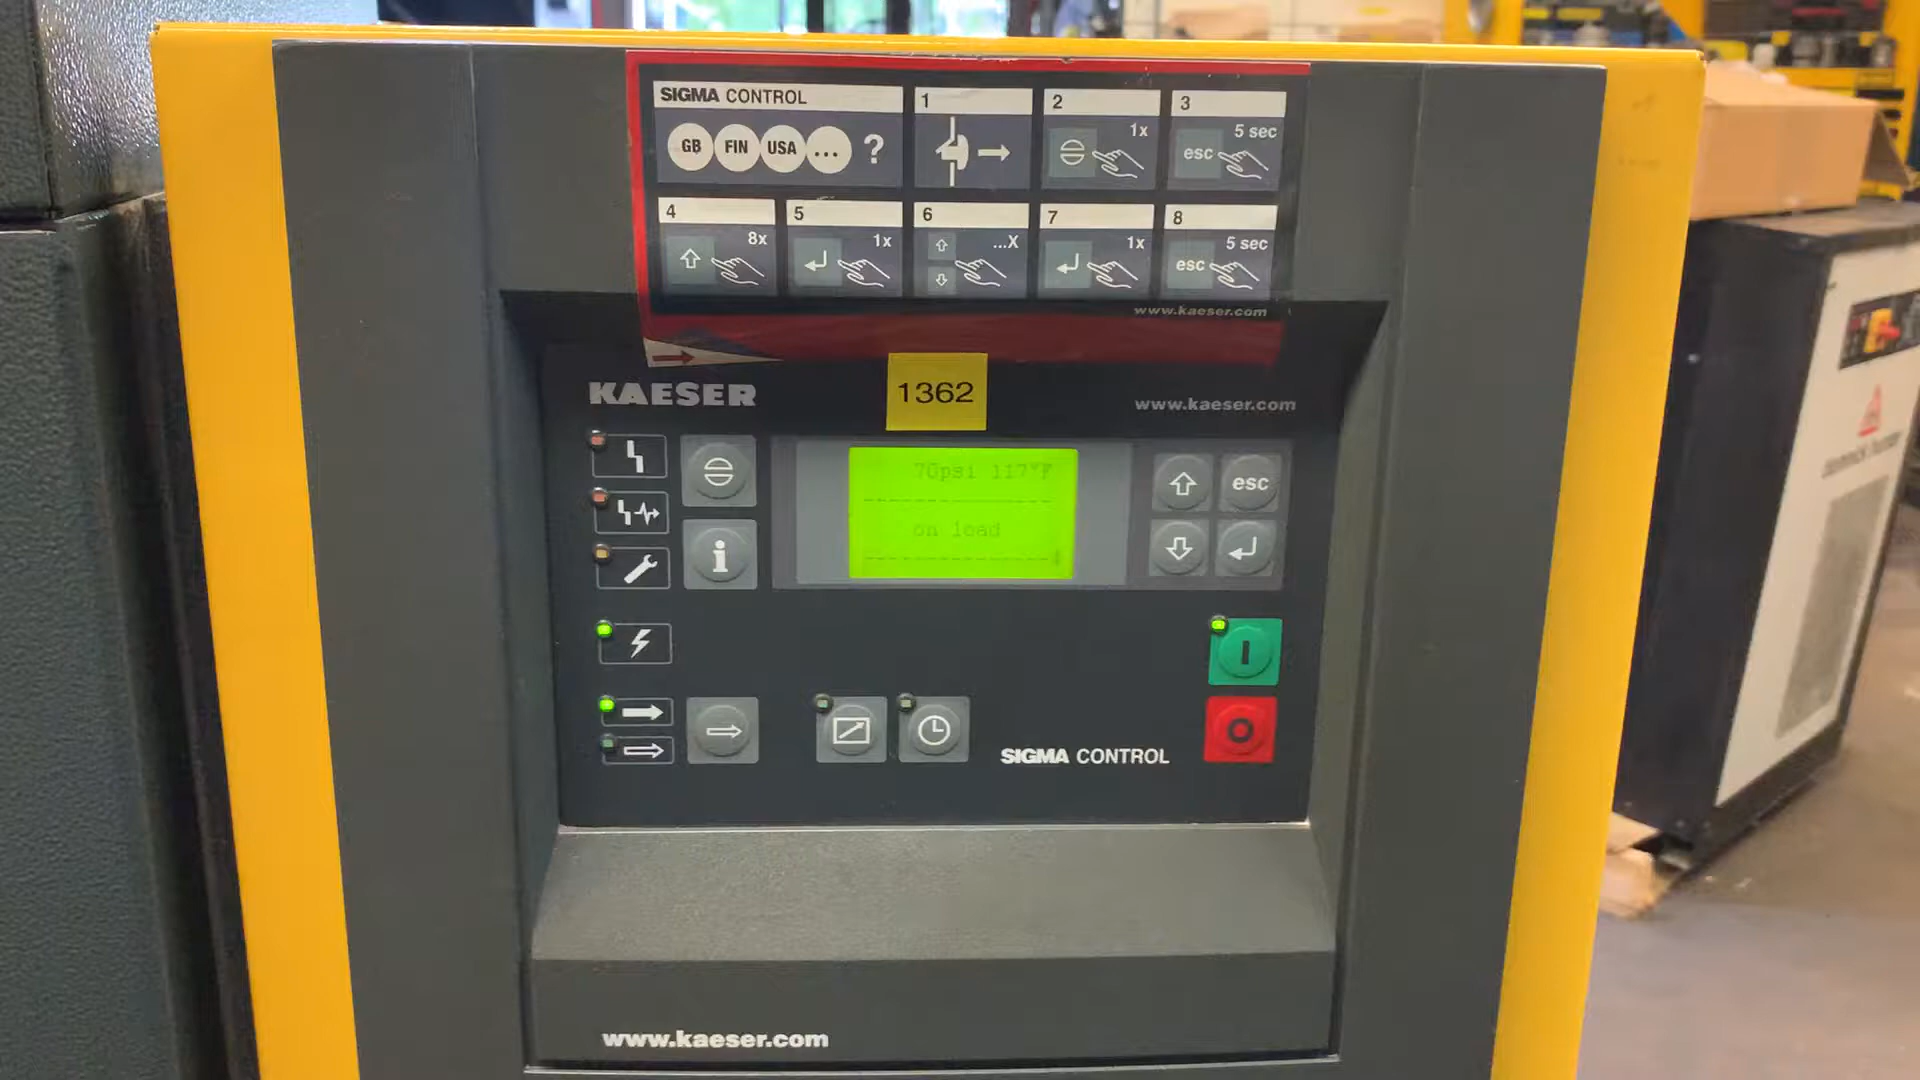 SIGMA CONTROL
GB FIN USA ... ?
1
2
1x
3
5 sec
esc
4
8x
5
1x
6
...X
7
1x
8
5 sec
esc
www.kaeser.com
KAESER
1362
www.kaeser.com
70psi 117°F
on load
esc
i
I
O
SIGMA CONTROL
www.kaeser.com